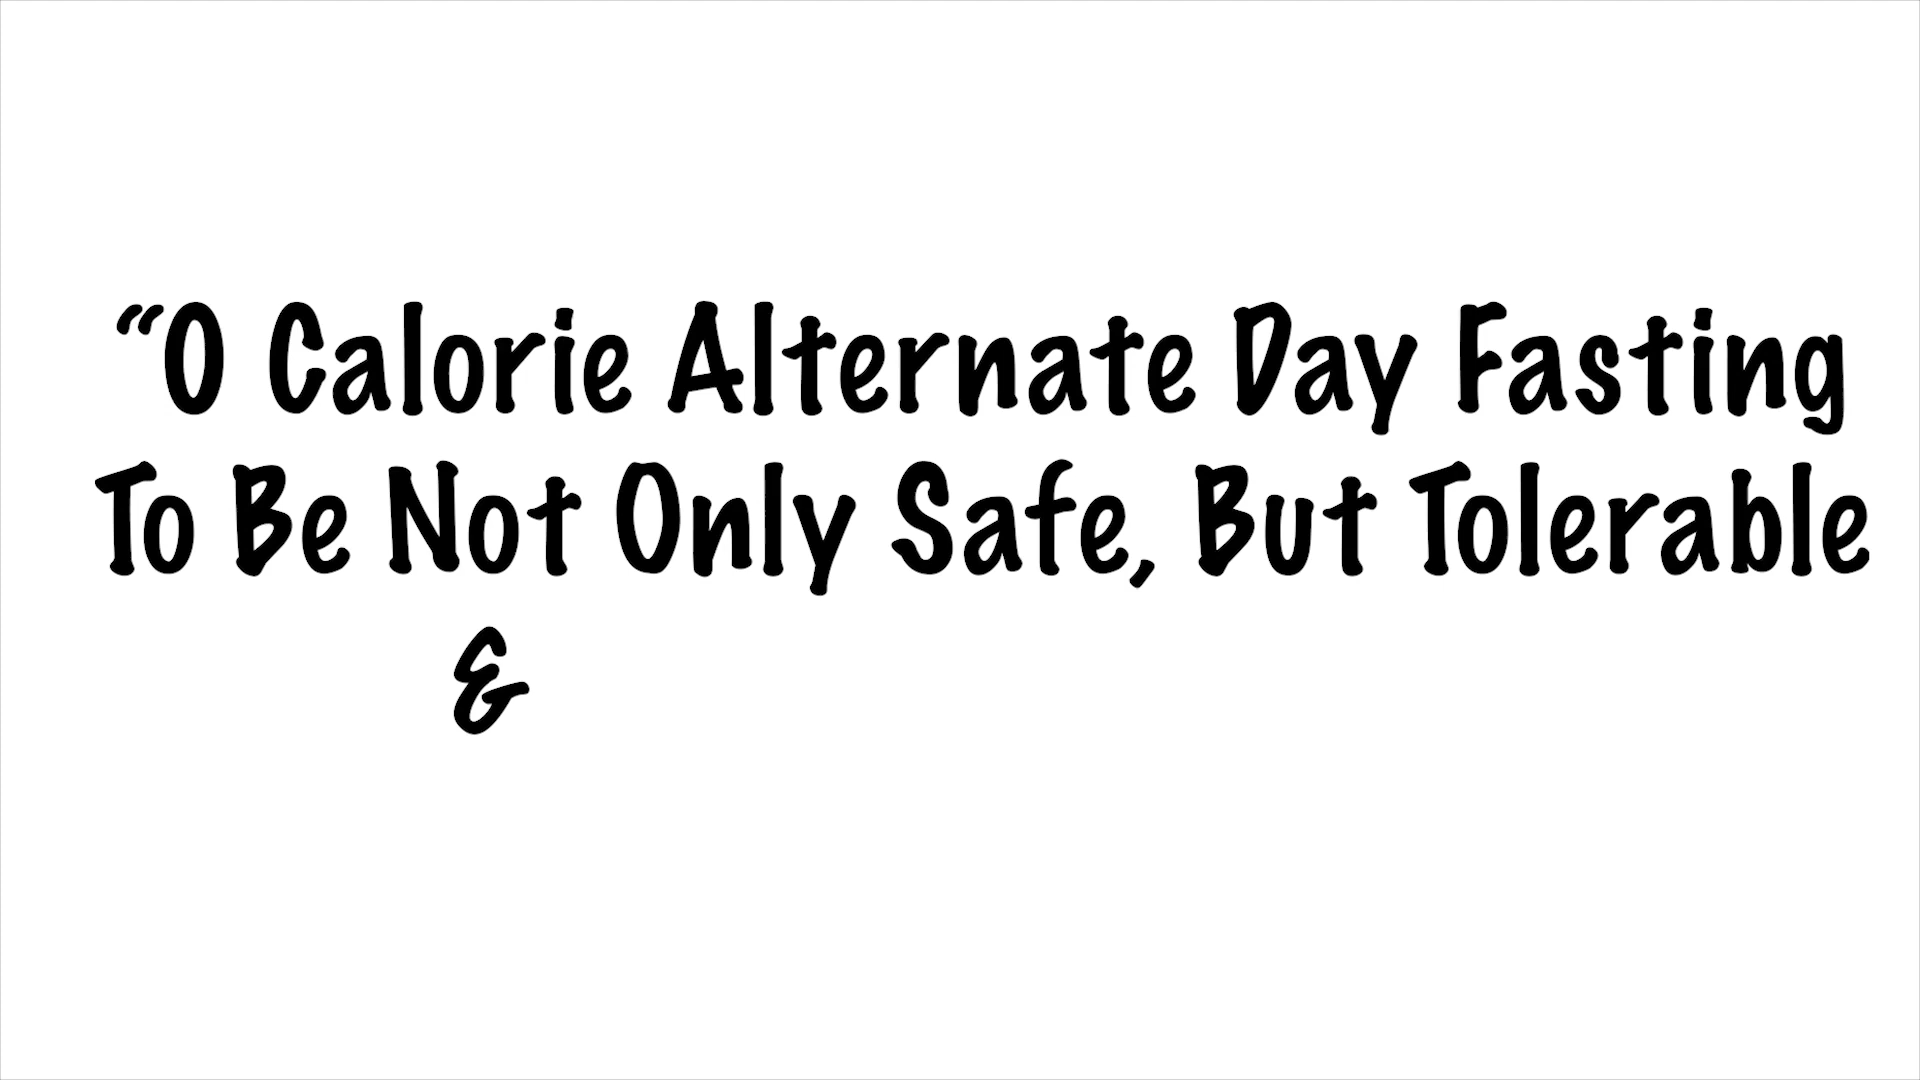 “0 Calorie Alternate Day Fasting
To Be Not Only Safe, But Tolerable
&